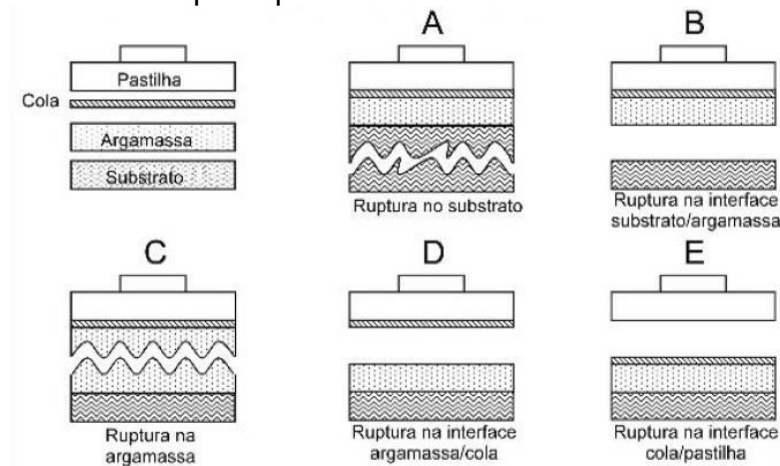 A
B
Pastilha
Cola
Argamassa
Substrato
Ruptura no substrato
Ruptura na interface
substrato/argamassa
C
D
E
Ruptura na
argamassa
Ruptura na interface
argamassa/cola
Ruptura na interface
cola/pastilha